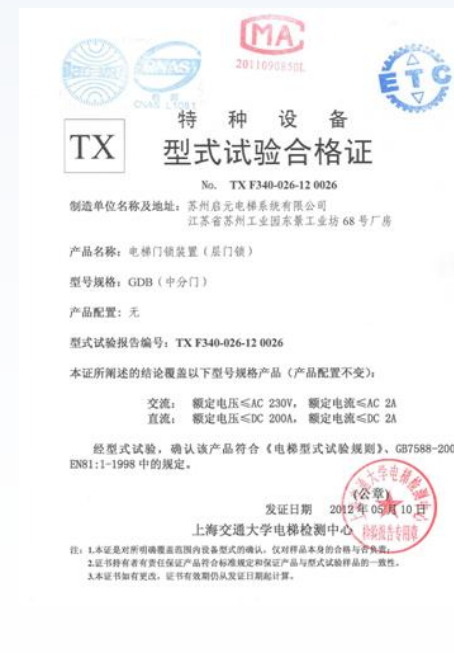 MA
2011090850L
ilac-MRA
CNAS
CNAS L1051
ETC
TX
特种设备
型式试验合格证
No. TX F340-026-12 0026
制造单位名称及地址：苏州启元电梯系统有限公司
江苏省苏州工业园东景工业坊 68 号厂房
产品名称：电梯门锁装置（层门锁）
型号规格：GDB（中分门）
产品配置：无
型式试验报告编号：TX F340-026-12 0026
本证所阐述的结论覆盖以下型号规格产品（产品配置不变）：
交流： 额定电压≤AC 230V， 额定电流≤AC 2A
直流： 额定电压≤DC 200A， 额定电流≤DC 2A
经型式试验，确认该产品符合《电梯型式试验规则》、GB7588-200
EN81:1-1998 中的规定。
（公章）
发证日期 2012 年 05 月 10 日
上海交通大学电梯检测中心
检验报告专用章
注：1.本证是对所明确覆盖范围内设备型式的确认，仅对样品本身的合格与否负责；
2.证书持有者有责任保证产品符合标准规定和保证产品与型式试验样品的一致性。
3.本证书如有更改，证书有效期仍从发证日期起计算。